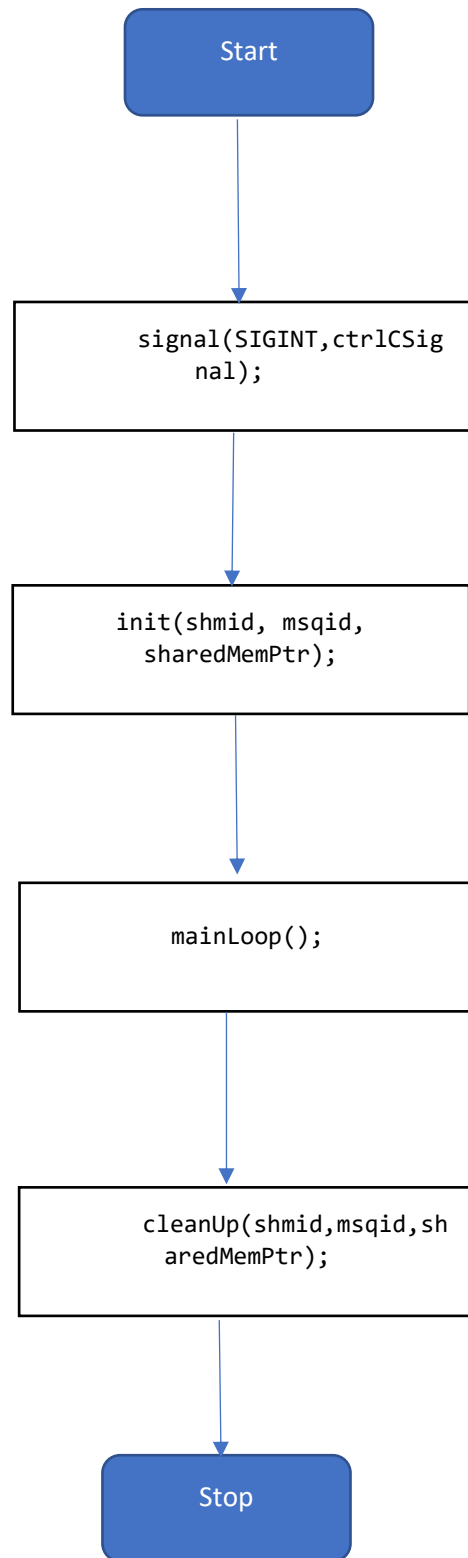 Start
signal(SIGINT,ctrlCSig
nal);
init(shmid, msqid,
sharedMemPtr);
mainLoop();
cleanUp(shmid,msqid,sh
aredMemPtr);
Stop